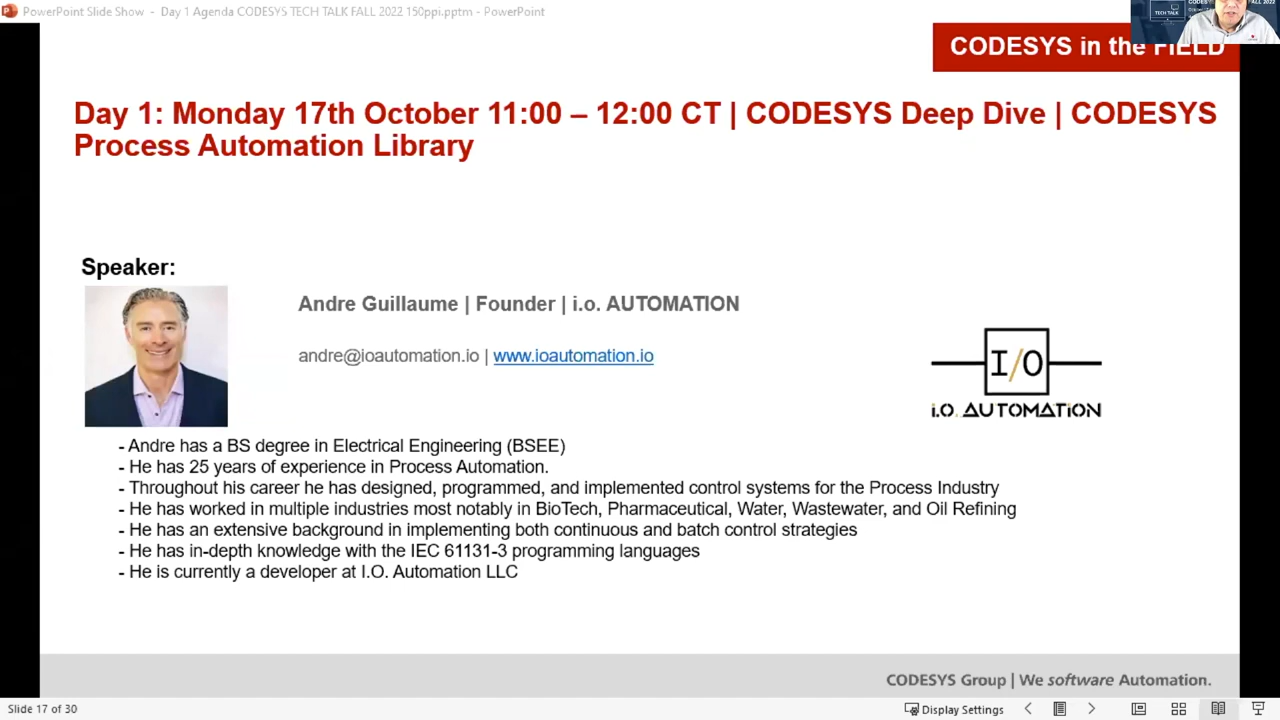 PowerPoint Slide Show - Day 1 Agenda CODESYS TECH TALK FALL 2022 150ppi.pptm - PowerPoint
FALL 2022
TECH TALK
CODESYS in the FIELD
Day 1: Monday 17th October 11:00 – 12:00 CT | CODESYS Deep Dive | CODESYS
Process Automation Library
Speaker:
Andre Guillaume | Founder | i.o. AUTOMATION
andre@ioautomation.io | www.ioautomation.io
I/O
i.o. AUTOMATION
- Andre has a BS degree in Electrical Engineering (BSEE)
- He has 25 years of experience in Process Automation.
- Throughout his career he has designed, programmed, and implemented control systems for the Process Industry
- He has worked in multiple industries most notably in BioTech, Pharmaceutical, Water, Wastewater, and Oil Refining
- He has an extensive background in implementing both continuous and batch control strategies
- He has in-depth knowledge with the IEC 61131-3 programming languages
- He is currently a developer at I.O. Automation LLC
CODESYS Group | We software Automation.
Slide 17 of 30
Display Settings